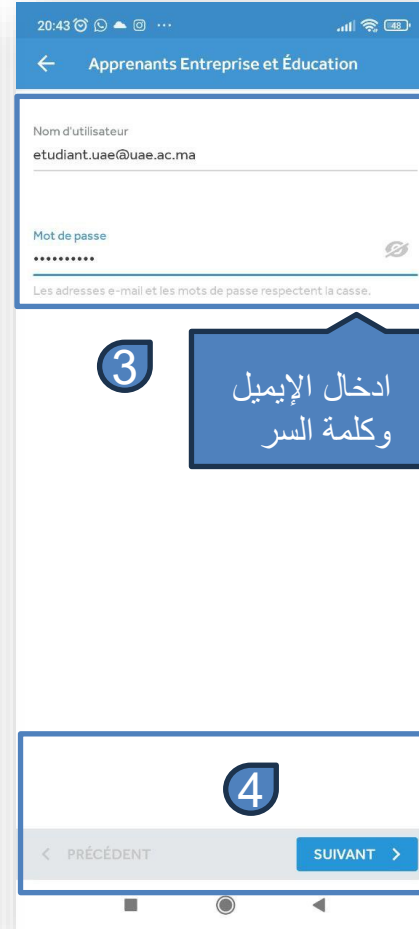 20:43 48
Apprenants Entreprise et Éducation
Nom d'utilisateur
etudiant.uae@uae.ac.ma
Mot de passe
••••••••••
Les adresses e-mail et les mots de passe respectent la casse.
3
ادخال الإيميل
وكلمة السر
4
< PRÉCÉDENT
SUIVANT >